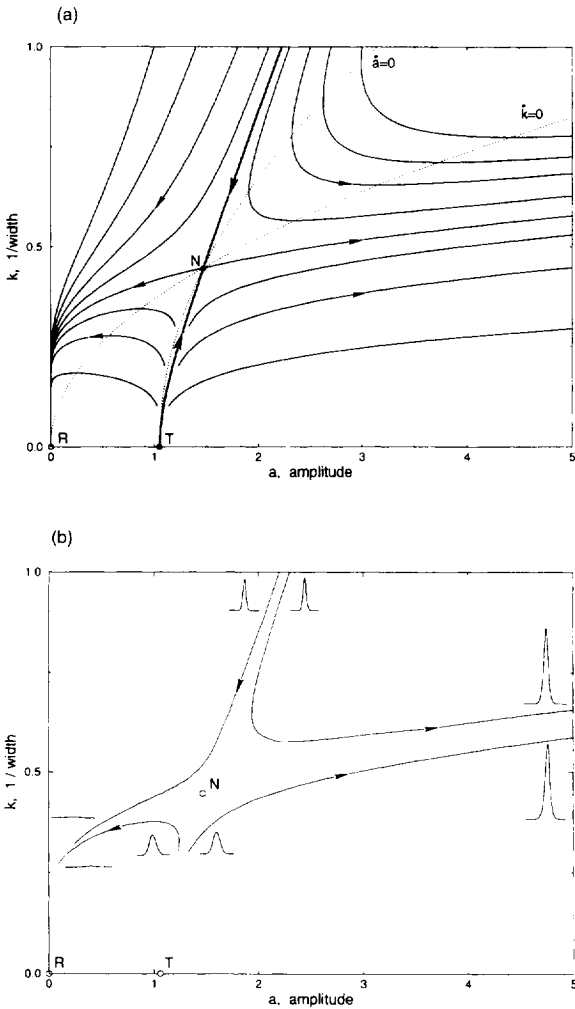 (a)
1.0
å=0
k̊=0
k, 1/width
0.5
N
0.0
R
T
0 1 2 3 4 5
a, amplitude
(b)
1.0
k, 1 / width
0.5
N
0.0
R
T
0 1 2 3 4 5
a, amplitude